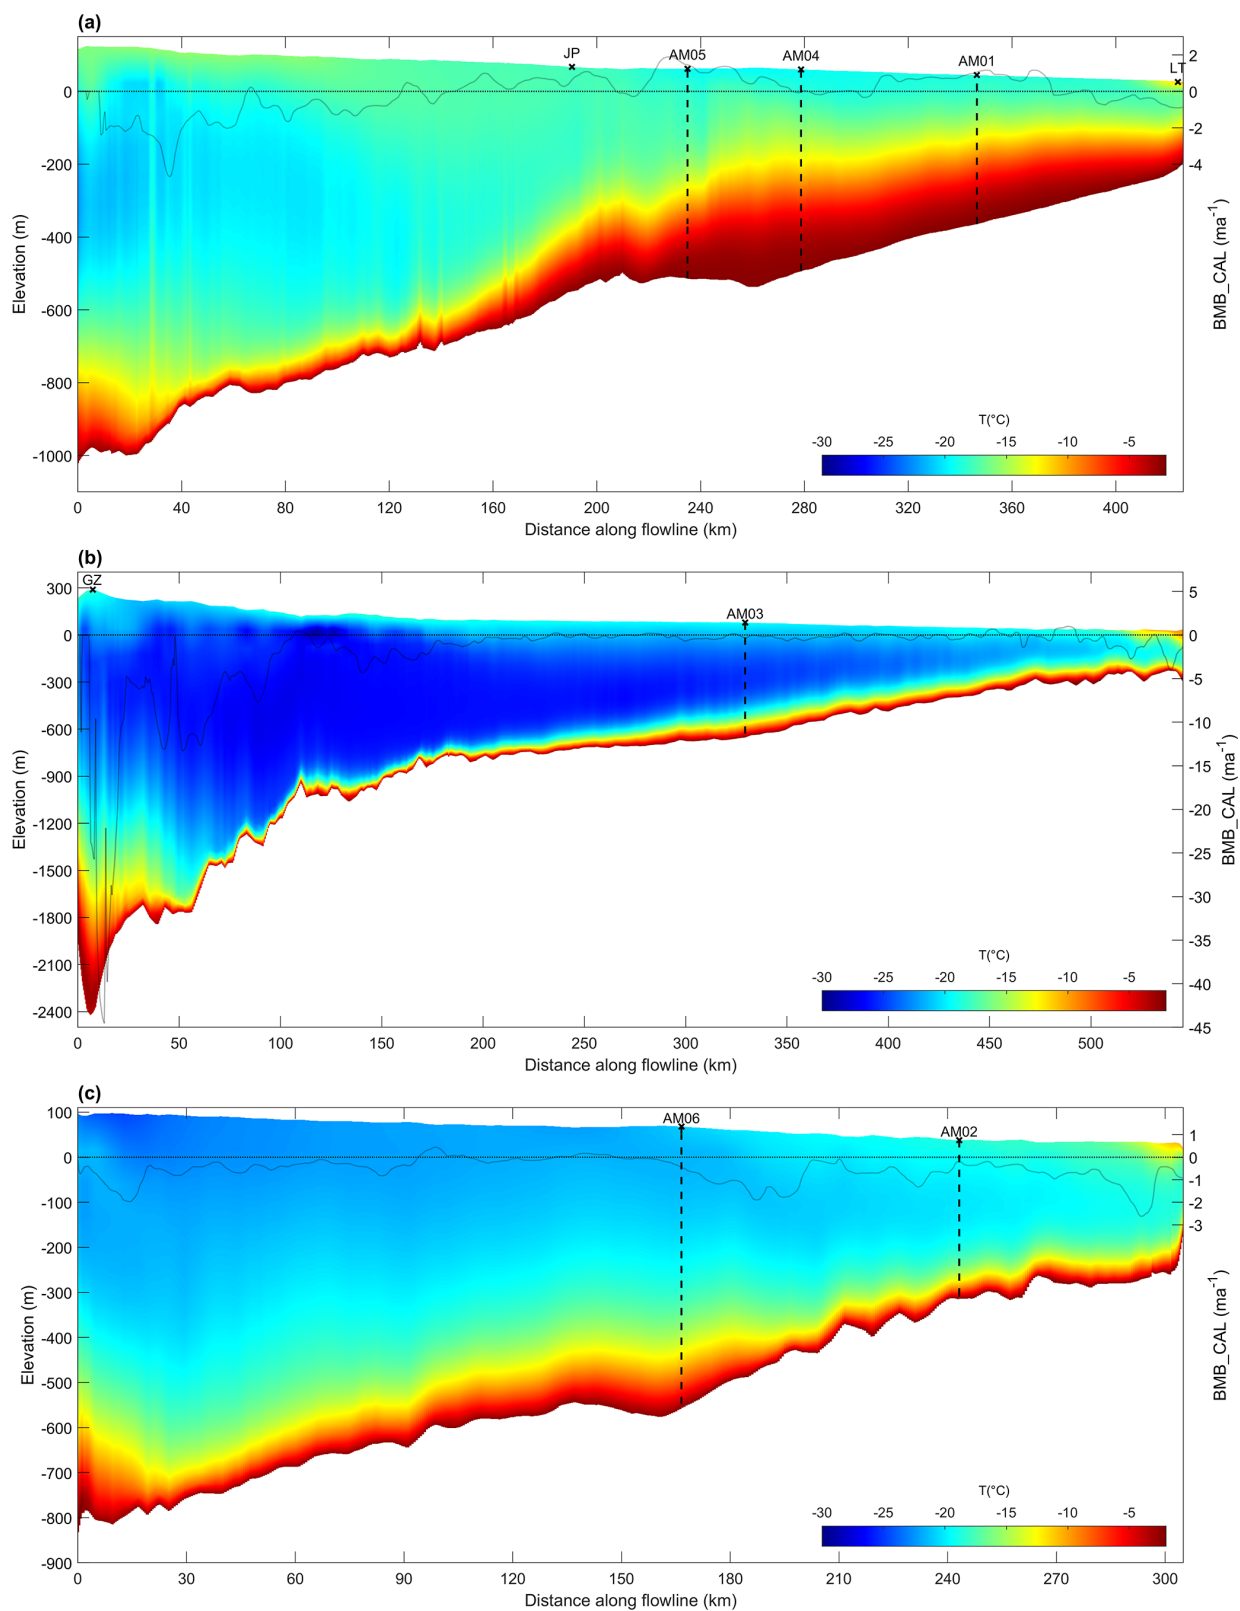 (a)
JP
AM05
AM04
AM01
LT
2
0
-2
-4
0
-200
-400
-600
-800
-1000
Elevation (m)
BMB_CAL (ma-1)
T(°C)
-30 -25 -20 -15 -10 -5
0 40 80 120 160 200 240 280 320 360 400
Distance along flowline (km)
(b)
GZ
AM03
300
0
-300
-600
-900
-1200
-1500
-1800
-2100
-2400
Elevation (m)
5
0
-5
-10
-15
-20
-25
-30
-35
-40
-45
BMB_CAL (ma-1)
T(°C)
-30 -25 -20 -15 -10 -5
0 50 100 150 200 250 300 350 400 450 500
Distance along flowline (km)
(c)
AM06
AM02
100
0
-100
-200
-300
-400
-500
-600
-700
-800
-900
Elevation (m)
1
0
-1
-2
-3
BMB_CAL (ma-1)
T(°C)
-30 -25 -20 -15 -10 -5
0 30 60 90 120 150 180 210 240 270 300
Distance along flowline (km)